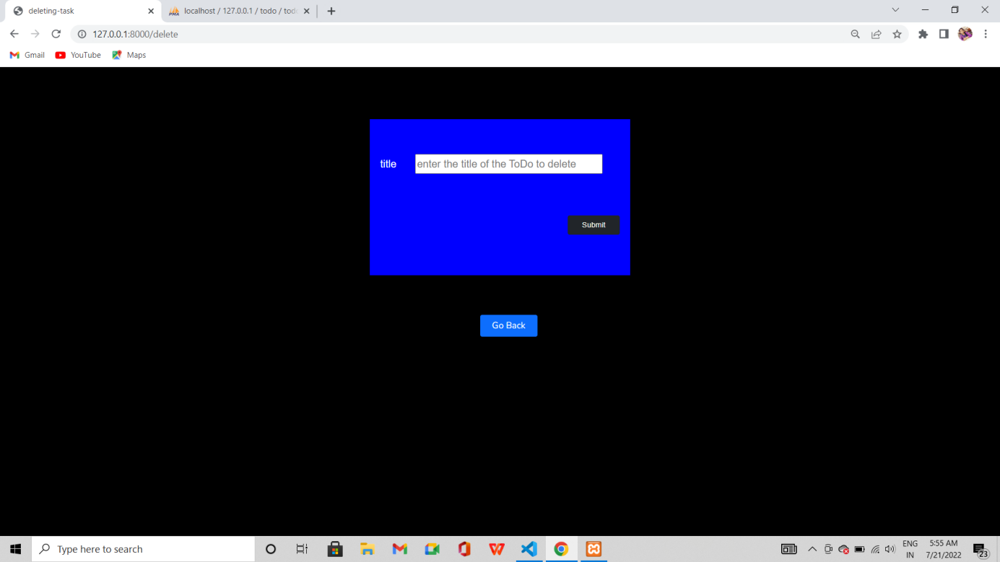 deleting-task
localhost / 127.0.0.1 / todo / tod
127.0.0.1:8000/delete
Gmail
YouTube
Maps
title
enter the title of the ToDo to delete
Submit
Go Back
Type here to search
ENG
IN
5:55 AM
7/21/2022
23